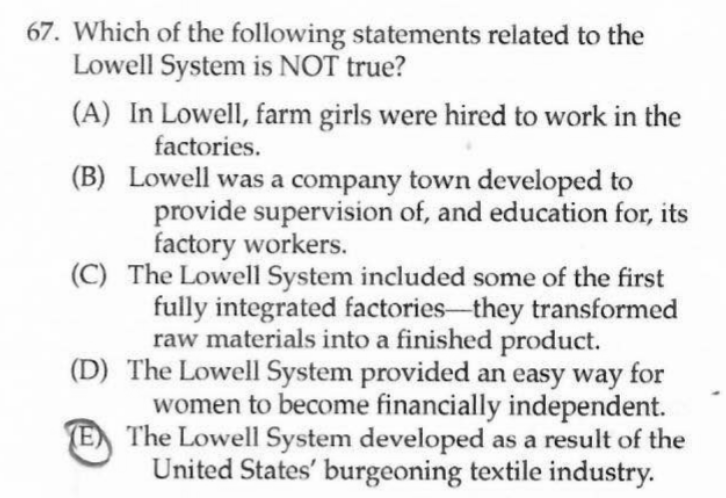 67. Which of the following statements related to the
Lowell System is NOT true?
(A) In Lowell, farm girls were hired to work in the
factories.
(B) Lowell was a company town developed to
provide supervision of, and education for, its
factory workers.
(C) The Lowell System included some of the first
fully integrated factories—they transformed
raw materials into a finished product.
(D) The Lowell System provided an easy way for
women to become financially independent.
(E) The Lowell System developed as a result of the
United States' burgeoning textile industry.